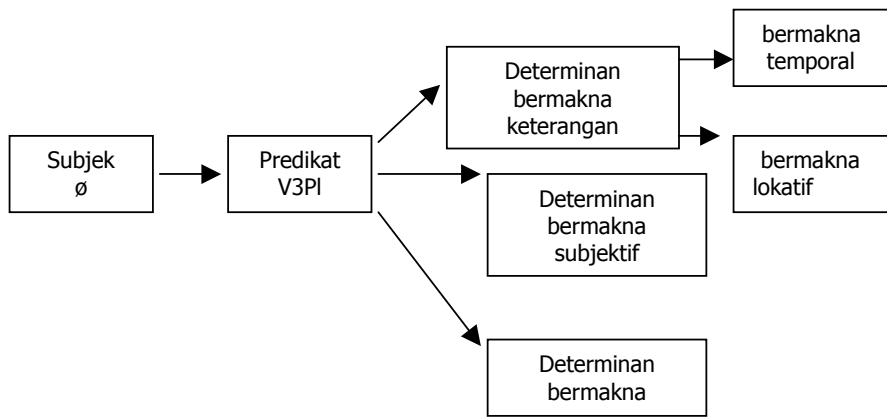 Subjek
ø
Predikat
V3Pl
Determinan
bermakna
keterangan
bermakna
temporal
bermakna
lokatif
Determinan
bermakna
subjektif
Determinan
bermakna